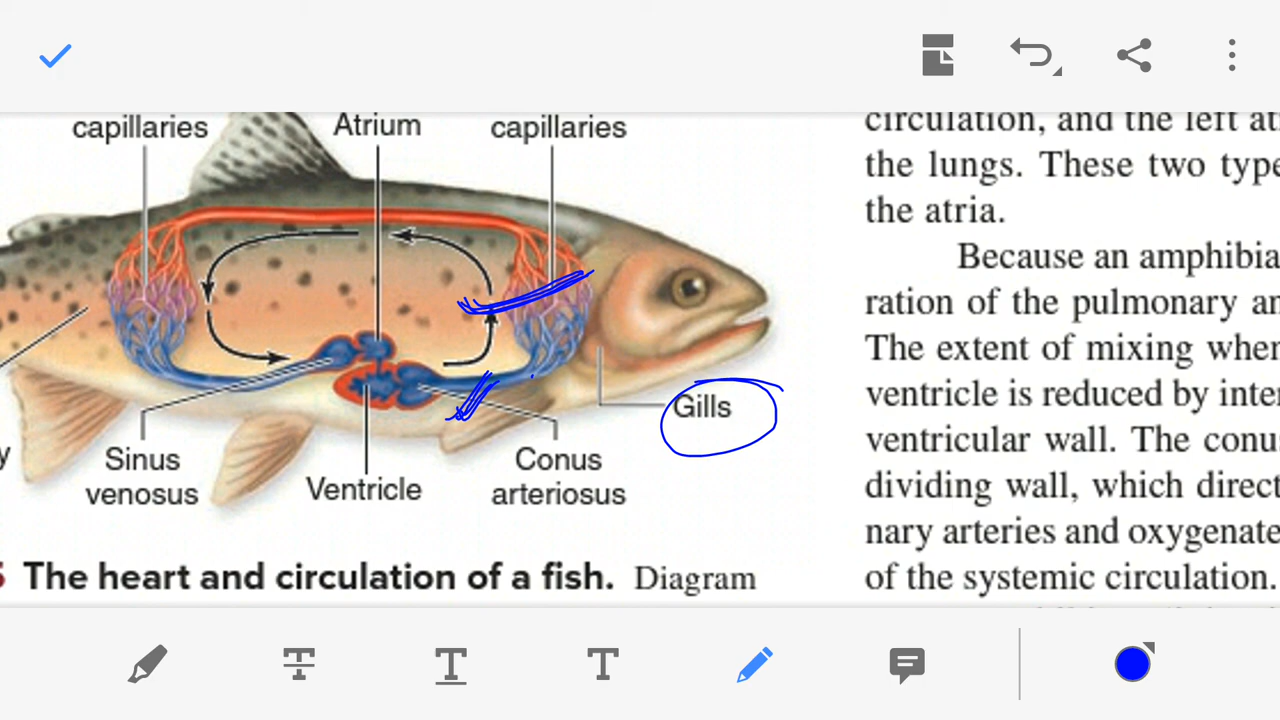 capillaries
Atrium
capillaries
Gills
y
Sinus
venosus
Ventricle
Conus
arteriosus
5 The heart and circulation of a fish. Diagram
circulation, and the left at
the lungs. These two type
the atria.
Because an amphibia
ration of the pulmonary ar
The extent of mixing wher
ventricle is reduced by inter
ventricular wall. The conu
dividing wall, which direct
nary arteries and oxygenate
of the systemic circulation.
T
T
T